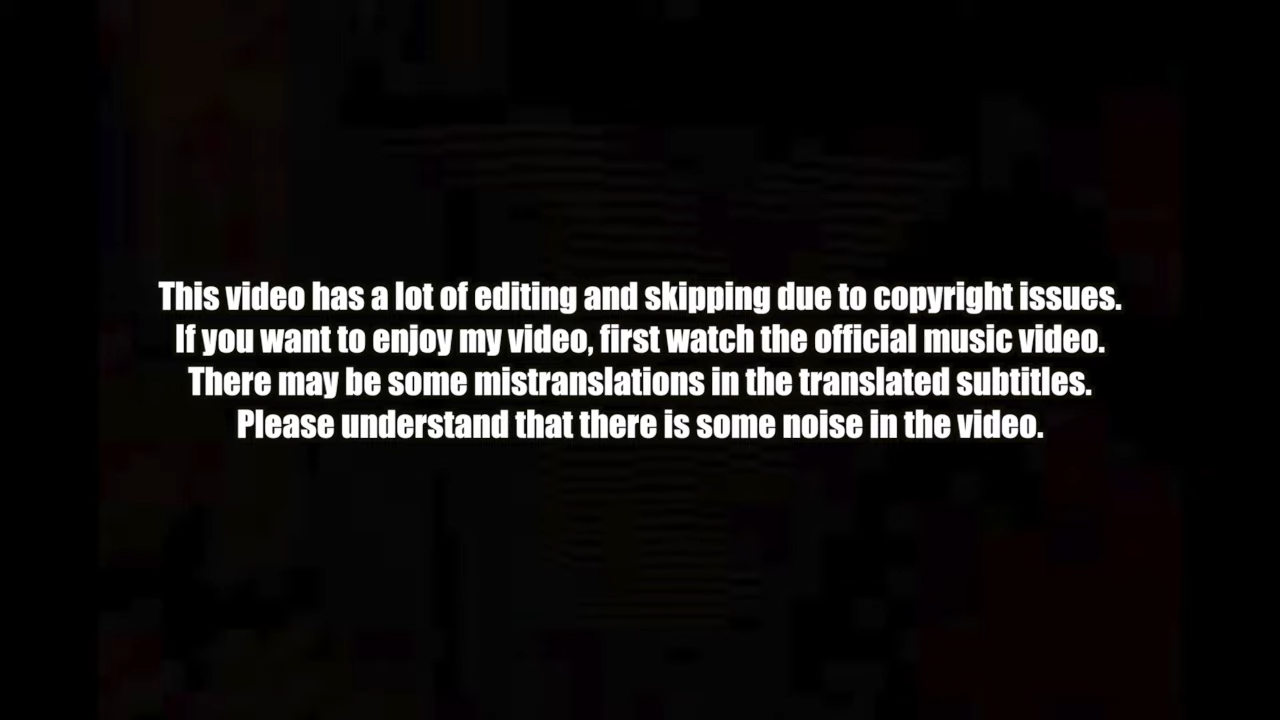 This video has a lot of editing and skipping due to copyright issues.
If you want to enjoy my video, first watch the official music video.
There may be some mistranslations in the translated subtitles.
Please understand that there is some noise in the video.